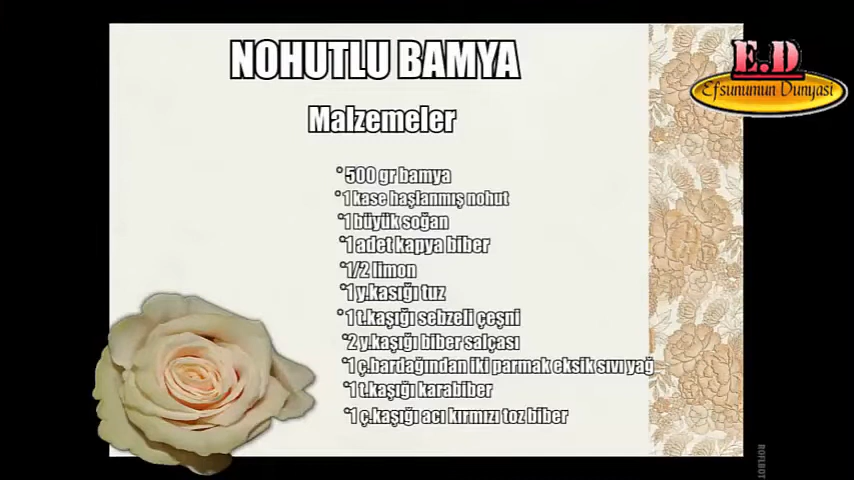 NOHUTLU BAMYA
E.D
Efsunumun Dunyasi
Malzemeler
*500 gr bamya
*1 kase haşlanmış nohut
*1 büyük soğan
*1 adet kapya biber
*1/2 limon
*1 y.kasığı tuz
*1 t.kaşığı sebzeli çeşni
*2 y.kaşığı biber salçası
*1 ç.bardağından iki parmak eksik sıvı yağ
*1 t.kaşığı karabiber
*1 ç.kaşığı acı kırmızı toz biber